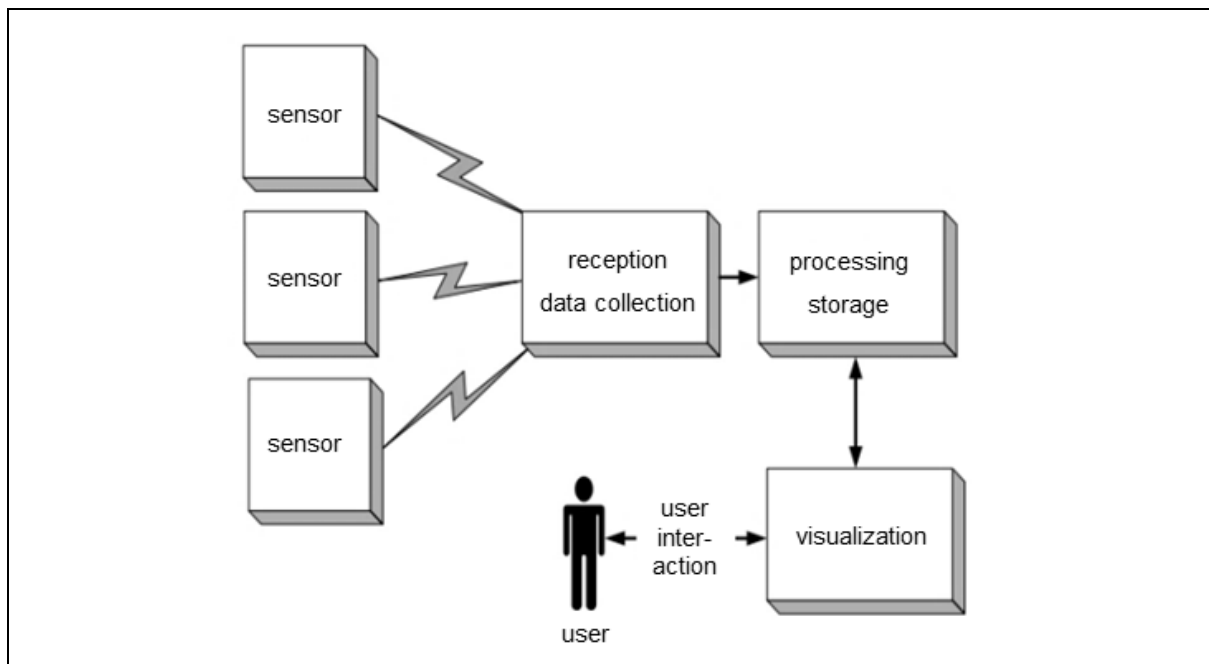 sensor
sensor
sensor
reception
data collection
processing
storage
user
inter-
action
visualization
user